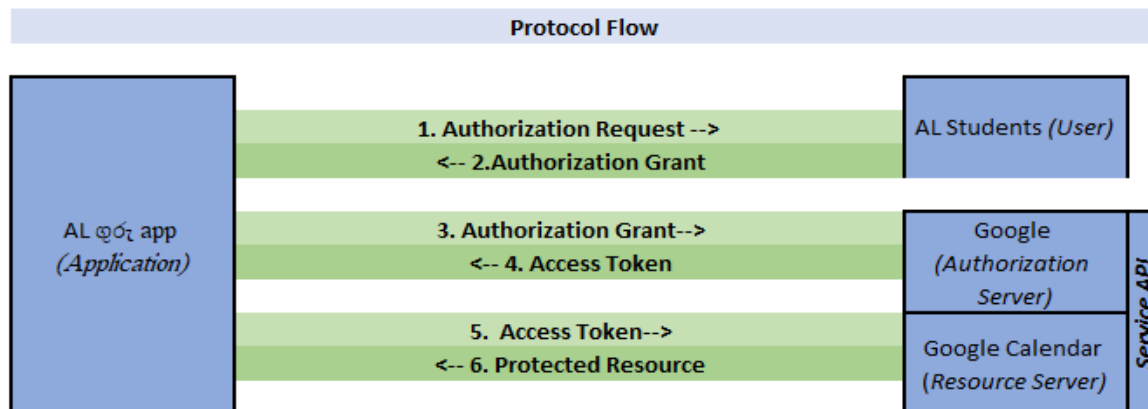 Protocol Flow
1. Authorization Request -->
<-- 2.Authorization Grant
AL Students (User)
AL ගුරු app
(Application)
3. Authorization Grant-->
<-- 4. Access Token
Google
(Authorization
Server)
5. Access Token-->
<-- 6. Protected Resource
Google Calendar
(Resource Server)
Service API